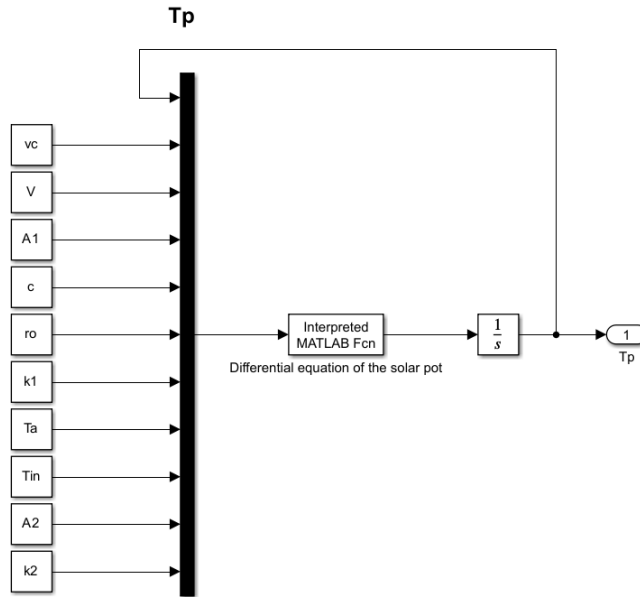 Tp
vc
V
A1
c
ro
k1
Ta
Tin
A2
k2
Interpreted
MATLAB Fcn
Differential equation of the solar pot
1
s
1
Tp